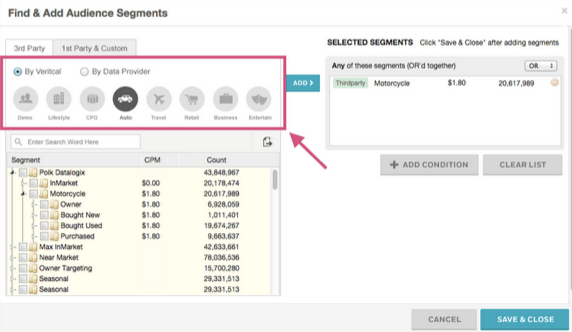 Find & Add Audience Segments
3rd Party
1st Party & Custom
By Veritcal
By Data Provider
Demo
Lifestyle
CPG
Auto
Travel
Retail
Business
Entertain
ADD >
Enter Search Word Here
Segment CPM Count
Polk Datalogix 43,848,967
InMarket $0.00 20,178,474
Motorcycle $1.80 20,617,989
Owner $1.80 6,928,059
Bought New $1.80 1,011,401
Bought Used $1.80 19,674,267
Purchased $1.80 9,663,637
Max InMarket 42,633,661
Near Market 78,036,536
Owner Targeting 15,700,280
Seasonal 29,331,513
Seasonal 29,331,513
SELECTED SEGMENTS Click "Save & Close" after adding segments
Any of these segments (OR'd together) OR
Thirdparty Motorcycle $1.80 20,617,989
+ ADD CONDITION
CLEAR LIST
CANCEL
SAVE & CLOSE